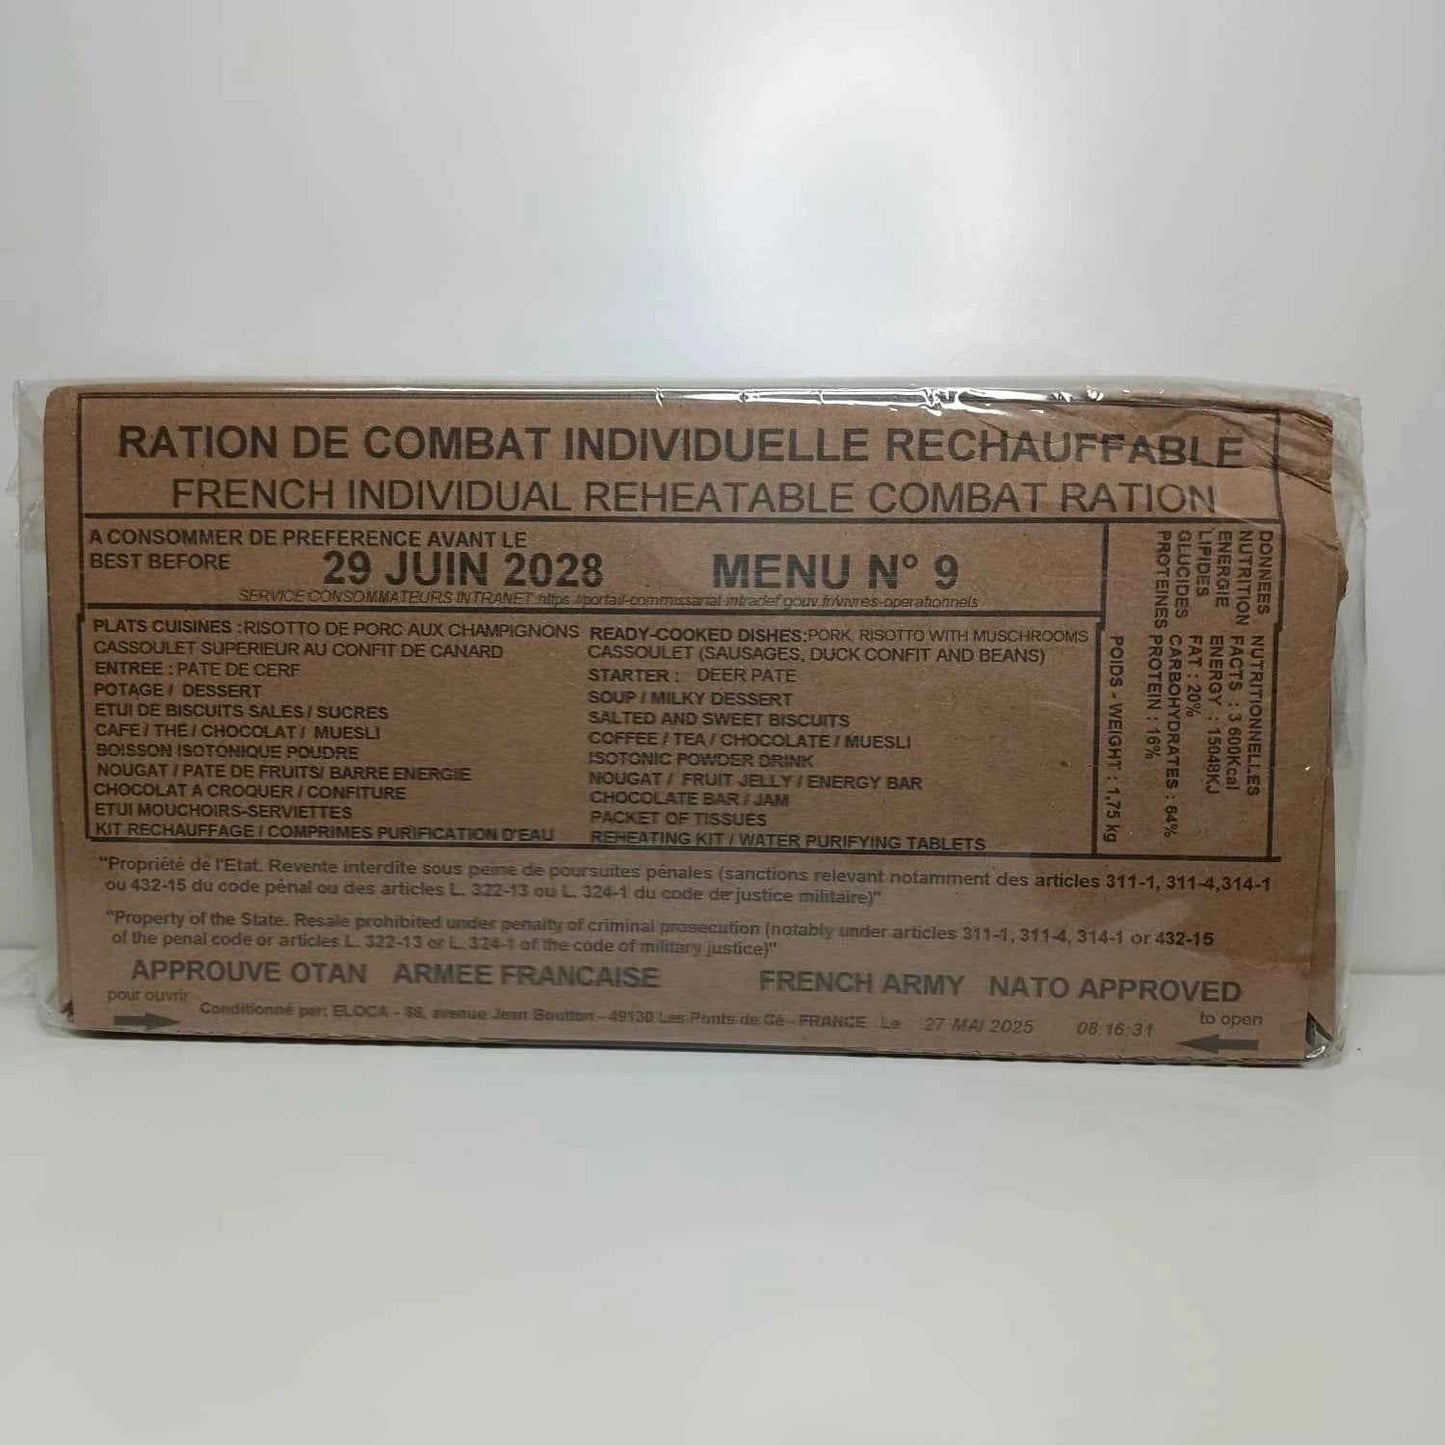 RATION DE COMBAT INDIVIDUELLE RECHAUFFABLE
FRENCH INDIVIDUAL REHEATABLE COMBAT RATION
A CONSOMMER DE PREFERENCE AVANT LE
BEST BEFORE
29 JUIN 2028
MENU N° 9
SERVICE CONSOMMATEURS INTRANET :https://portail-commissariat.intradef.gouv.fr/vivres-operationnels
PLATS CUISINES :RISOTTO DE PORC AUX CHAMPIGNONS
CASSOULET SUPERIEUR AU CONFIT DE CANARD
ENTREE : PATE DE CERF
POTAGE / DESSERT
ETUI DE BISCUITS SALES / SUCRES
CAFE / THE / CHOCOLAT / MUESLI
BOISSON ISOTONIQUE POUDRE
NOUGAT / PATE DE FRUITS/ BARRE ENERGIE
CHOCOLAT A CROQUER / CONFITURE
ETUI MOUCHOIRS-SERVIETTES
KIT RECHAUFFAGE / COMPRIMES PURIFICATION D'EAU
READY-COOKED DISHES:PORK RISOTTO WITH MUSCHROOMS
CASSOULET (SAUSAGES, DUCK CONFIT AND BEANS)
STARTER : DEER PATE
SOUP / MILKY DESSERT
SALTED AND SWEET BISCUITS
COFFEE / TEA / CHOCOLATE / MUESLI
ISOTONIC POWDER DRINK
NOUGAT / FRUIT JELLY / ENERGY BAR
CHOCOLATE BAR / JAM
PACKET OF TISSUES
REHEATING KIT / WATER PURIFYING TABLETS
DONNEES NUTRITIONNELLES
NUTRITION FACTS : 3 600Kcal
ENERGIE ENERGY : 15048KJ
LIPIDES FAT : 20%
GLUCIDES CARBOHYDRATES : 64%
PROTEINES PROTEIN : 16%
POIDS - WEIGHT : 1,75 kg
"Propriété de l'Etat. Revente interdite sous peine de poursuites pénales (sanctions relevant notamment des articles 311-1, 311-4,314-1
ou 432-15 du code pénal ou des articles L. 322-13 ou L. 324-1 du code de justice militaire)"
"Property of the State. Resale prohibited under penalty of criminal prosecution (notably under articles 311-1, 311-4, 314-1 or 432-15
of the penal code or articles L. 322-13 or L. 324-1 of the code of military justice)"
APPROUVE OTAN ARMEE FRANCAISE FRENCH ARMY NATO APPROVED
pour ouvrir
Conditionné par: ELOCA - 88, avenue Jean Boutton - 49130 Les Ponts de Cé - FRANCE Le 27 MAI 2025 08:16:31
to open